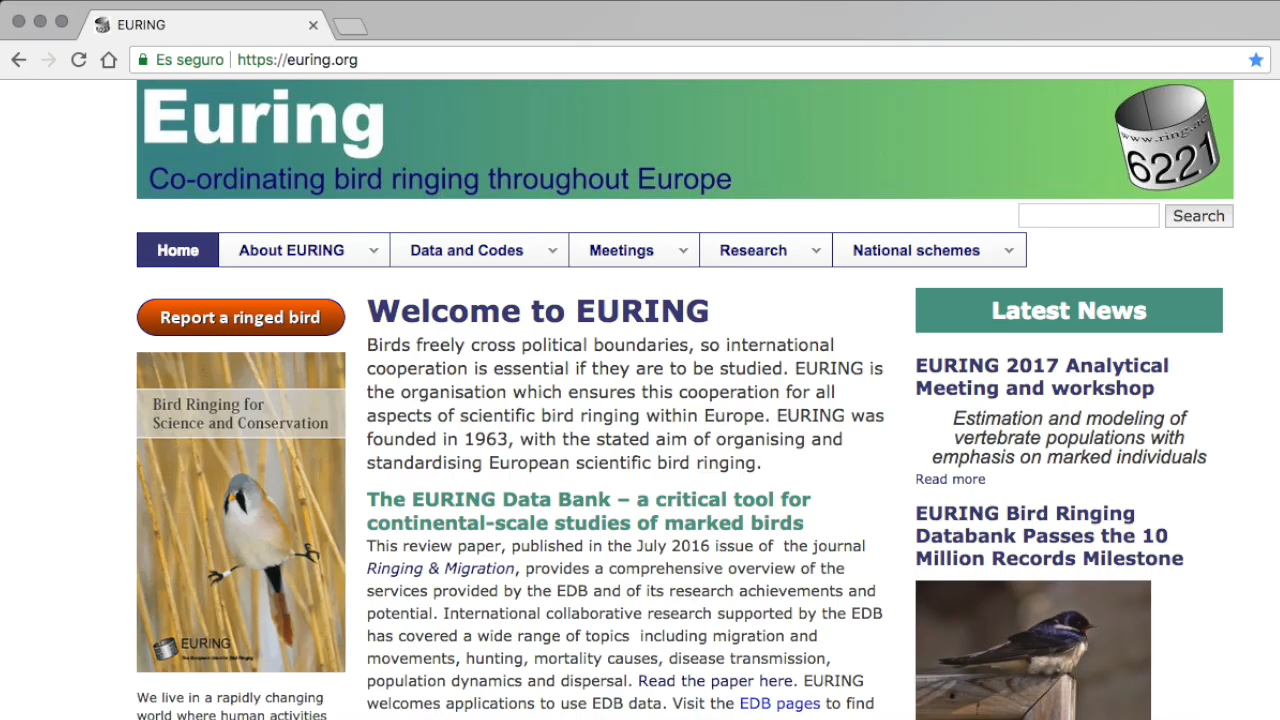 EURING
Es seguro https://euring.org
Euring
Co-ordinating bird ringing throughout Europe
www.ring.ac
6221
Search
Home About EURING Data and Codes Meetings Research National schemes
Report a ringed bird
Bird Ringing for
Science and Conservation
EURING
We live in a rapidly changing
world where human activities
Welcome to EURING
Birds freely cross political boundaries, so international
cooperation is essential if they are to be studied. EURING is
the organisation which ensures this cooperation for all
aspects of scientific bird ringing within Europe. EURING was
founded in 1963, with the stated aim of organising and
standardising European scientific bird ringing.
The EURING Data Bank – a critical tool for
continental-scale studies of marked birds
This review paper, published in the July 2016 issue of the journal
Ringing & Migration, provides a comprehensive overview of the
services provided by the EDB and of its research achievements and
potential. International collaborative research supported by the EDB
has covered a wide range of topics including migration and
movements, hunting, mortality causes, disease transmission,
population dynamics and dispersal. Read the paper here. EURING
welcomes applications to use EDB data. Visit the EDB pages to find
Latest News
EURING 2017 Analytical
Meeting and workshop
Estimation and modeling of
vertebrate populations with
emphasis on marked individuals
Read more
EURING Bird Ringing
Databank Passes the 10
Million Records Milestone